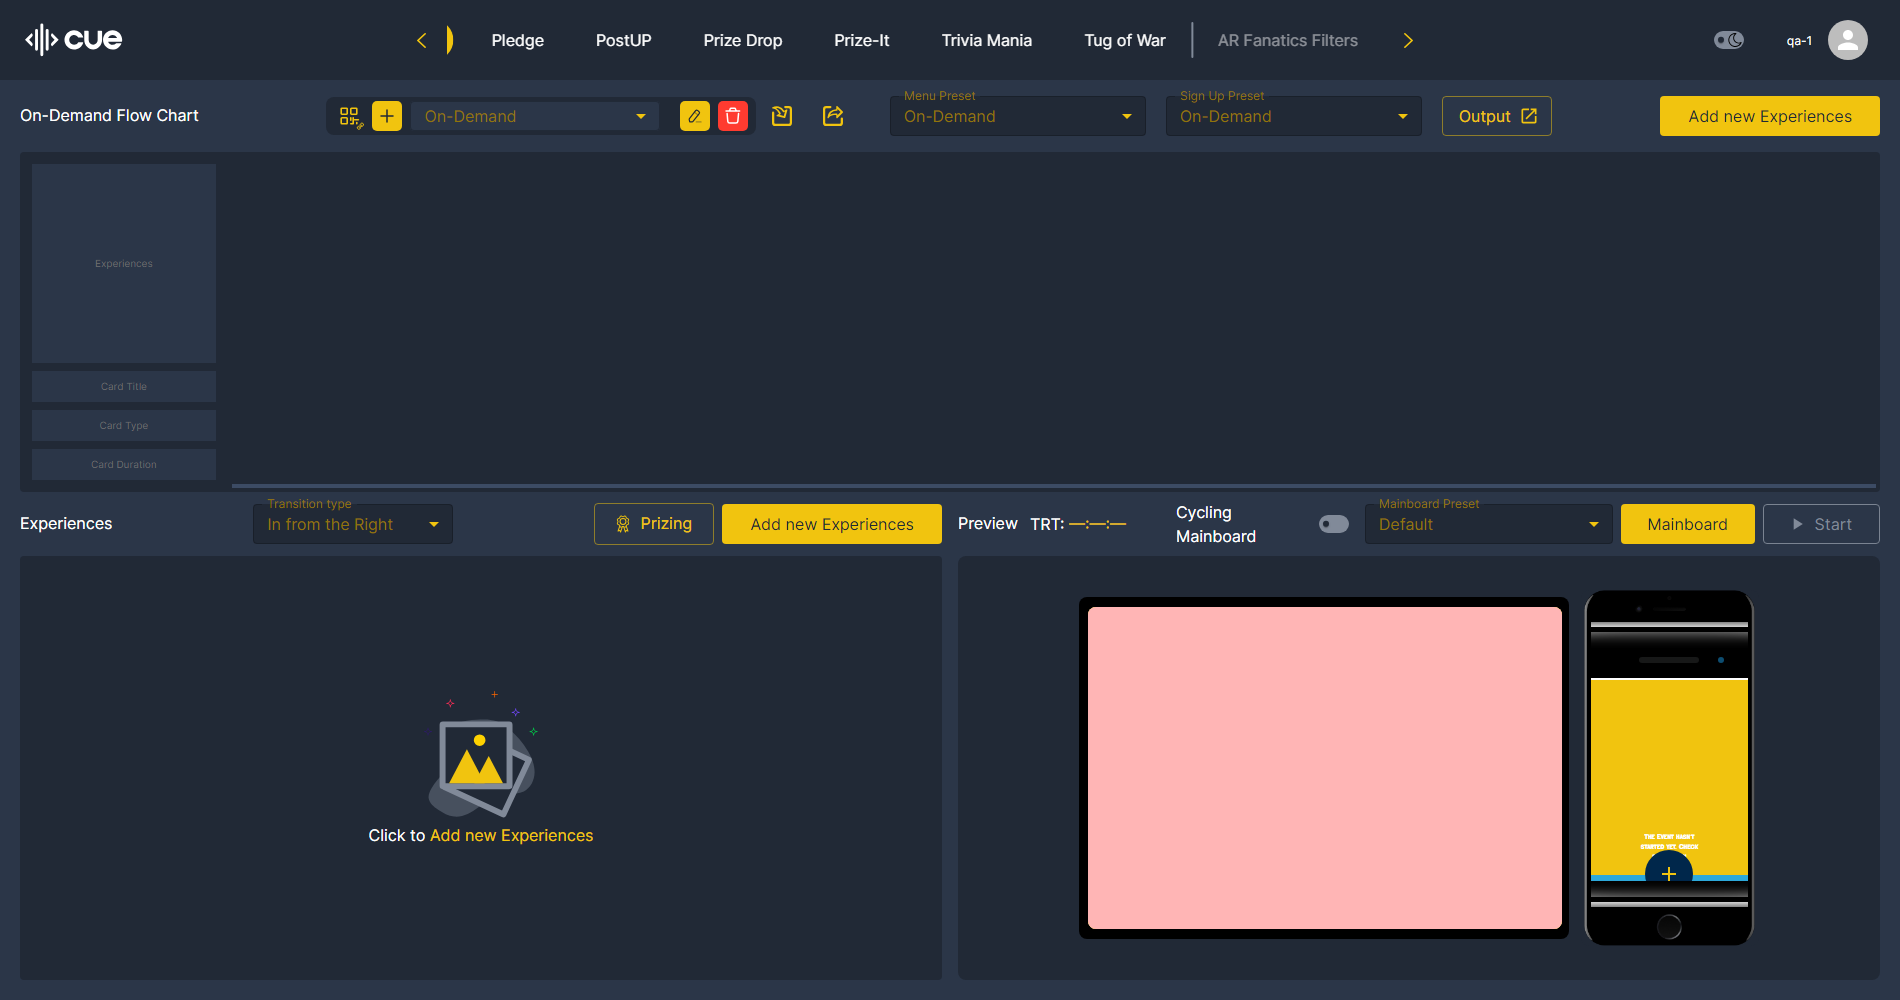 cue
Pledge
PostUP
Prize Drop
Prize-It
Trivia Mania
Tug of War
AR Fanatics Filters
qa-1
On-Demand Flow Chart
On-Demand
Menu Preset
On-Demand
Sign Up Preset
On-Demand
Output
Add new Experiences
Experiences
Card Title
Card Type
Card Duration
Experiences
Transition type
In from the Right
Prizing
Add new Experiences
Preview
TRT: —:—:—
Cycling
Mainboard
Mainboard Preset
Default
Mainboard
Start
Click to Add new Experiences
THE EVENT HASN'T
STARTED YET, CHECK